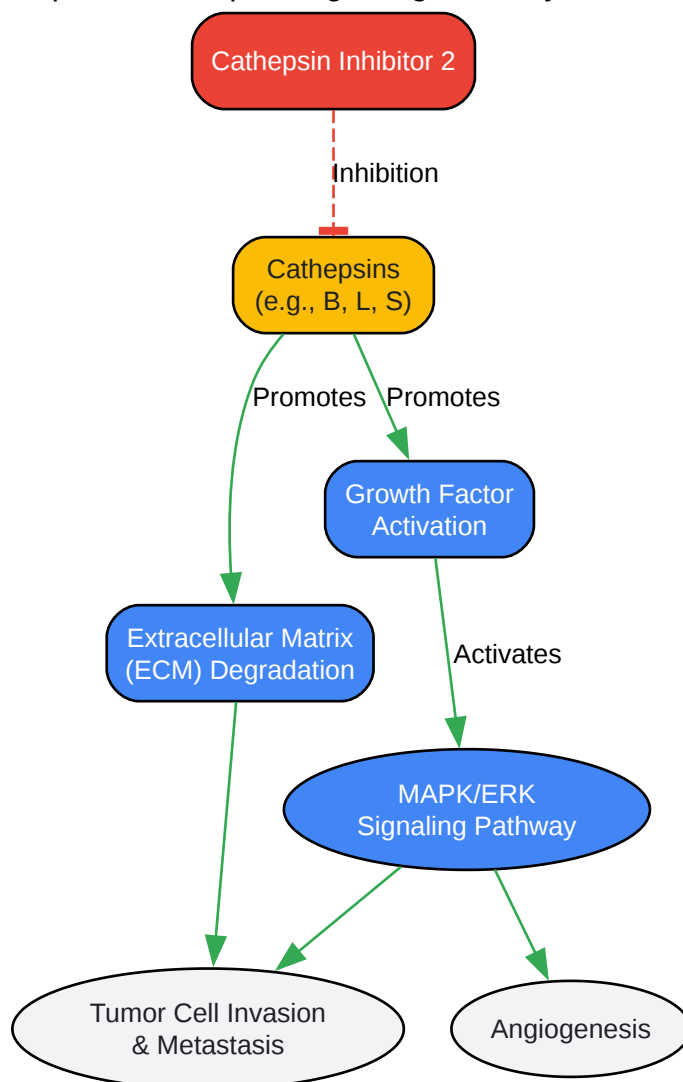 Cathepsin Inhibitor 2
Inhibition
Cathepsins
(e.g., B, L, S)
Promotes
Promotes
Growth Factor
Activation
Extracellular Matrix
(ECM) Degradation
Activates
MAPK/ERK
Signaling Pathway
Tumor Cell Invasion
& Metastasis
Angiogenesis